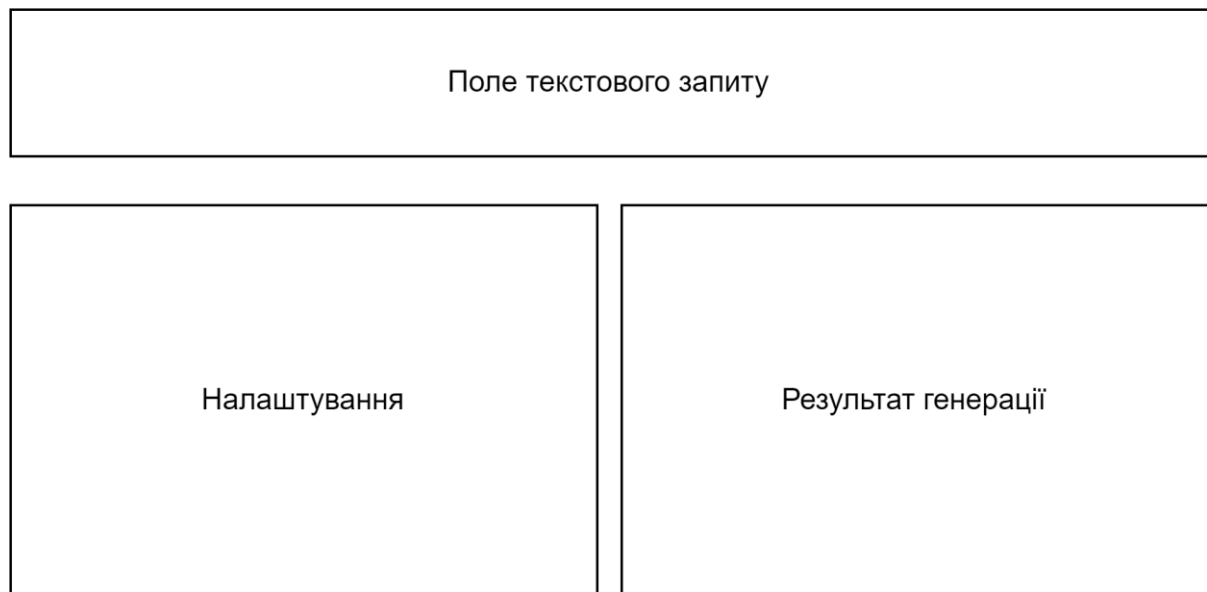 Поле текстового запиту
Налаштування
Результат генерації